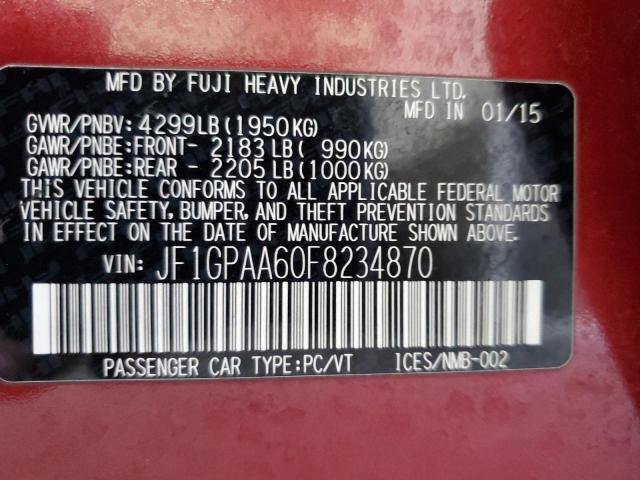 MFD BY FUJI HEAVY INDUSTRIES LTD.
MFD IN 01/15
GVWR/PNBV: 4299LB(1950KG)
GAWR/PNBE:FRONT- 2183LB( 990KG)
GAWR/PNBE:REAR - 2205LB(1000KG)
THIS VEHICLE CONFORMS TO ALL APPLICABLE FEDERAL MOTOR
VEHICLE SAFETY, BUMPER, AND THEFT PREVENTION STANDARDS
IN EFFECT ON THE DATE OF MANUFACTURE SHOWN ABOVE.
VIN: JF1GPAA60F8234870
PASSENGER CAR TYPE:PC/VT ICES/NMB-002